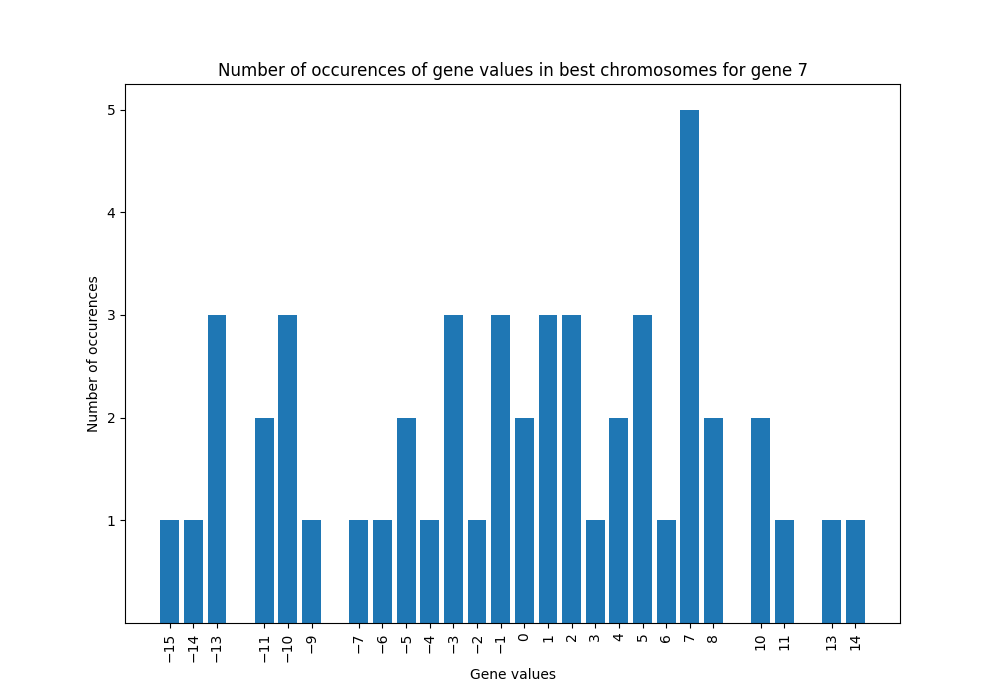 Number of occurences of gene values in best chromosomes for gene 7
Number of occurences
5
4
3
2
1
−15 −14 −13 −11 −10 −9 −7 −6 −5 −4 −3 −2 −1 0 1 2 3 4 5 6 7 8 10 11 13 14
Gene values